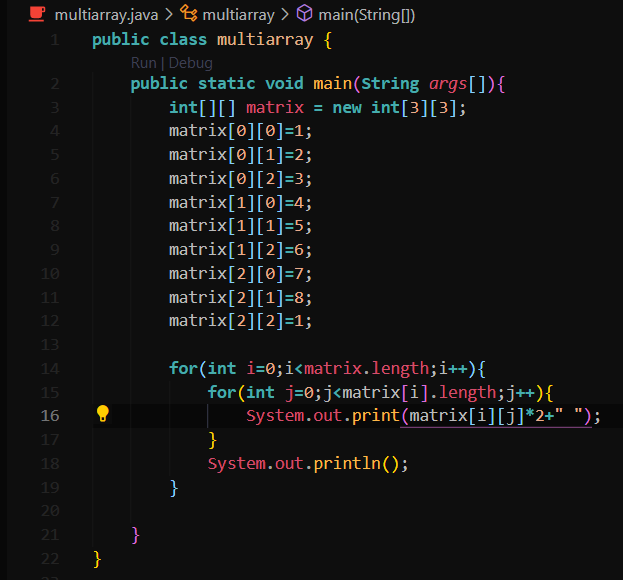 multiarray.java > multiarray > main(String[])
1 public class multiarray {
Run | Debug
2 public static void main(String args[]){
3 int[][] matrix = new int[3][3];
4 matrix[0][0]=1;
5 matrix[0][1]=2;
6 matrix[0][2]=3;
7 matrix[1][0]=4;
8 matrix[1][1]=5;
9 matrix[1][2]=6;
10 matrix[2][0]=7;
11 matrix[2][1]=8;
12 matrix[2][2]=1;
13
14 for(int i=0;i<matrix.length;i++){
15 for(int j=0;j<matrix[i].length;j++){
16 System.out.print(matrix[i][j]*2+" ");
17 }
18 System.out.println();
19 }
20
21 }
22 }